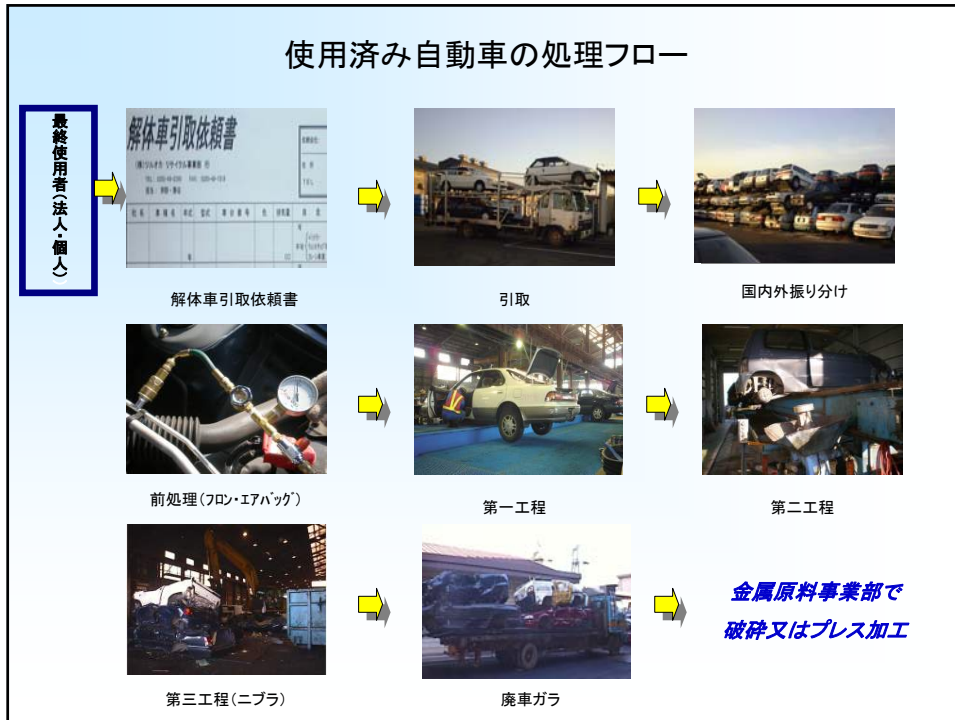 使用済み自動車の処理フロー
最終使用者(法人・個人)
解体車引取依頼書
解体車引取依頼書
引取
国内外振り分け
前処理(フロン・エアバッグ)
第一工程
第二工程
第三工程(ニブラ)
廃車ガラ
金属原料事業部で
破砕又はプレス加工